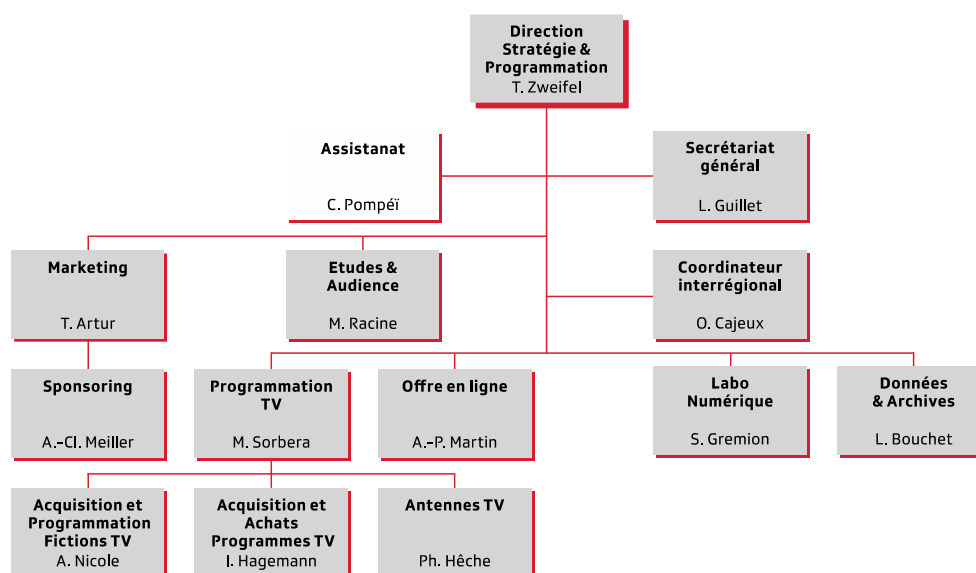 Direction
Stratégie &
Programmation
T. Zweifel
Assistanat
C. Pompéï
Secrétariat
général
L. Guillet
Marketing
T. Artur
Etudes &
Audience
M. Racine
Coordinateur
interrégional
O. Cajeux
Sponsoring
A.-Cl. Meiller
Programmation
TV
M. Sorbera
Offre en ligne
A.-P. Martin
Labo
Numérique
S. Gremion
Données
& Archives
L. Bouchet
Acquisition et
Programmation
Fictions TV
A. Nicole
Acquisition et
Achats
Programmes TV
I. Hagemann
Antennes TV
Ph. Hêche